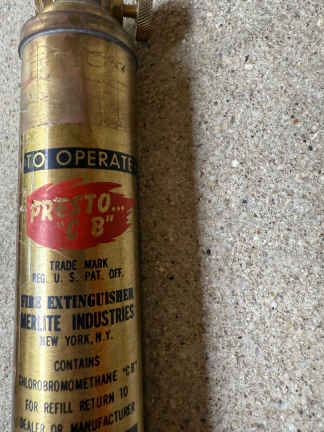 TO OPERATE
PRESTO...
"C B"
TRADE MARK
REG. U. S. PAT. OFF.
FIRE EXTINGUISHER
MERLITE INDUSTRIES
NEW YORK, N.Y.
CONTAINS
CHLOROBROMOMETHANE "CB"
FOR REFILL RETURN TO
DEALER OR MANUFACTURER